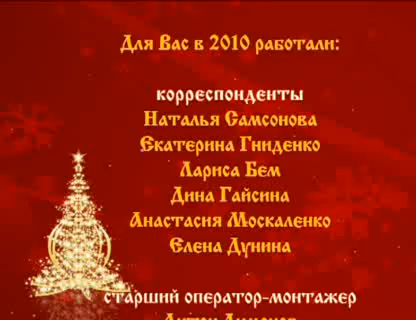 Для Вас в 2010 работали:
корреспонденты
Наталья Самсонова
Екатерина Гниденко
Лариса Бем
Дина Гайсина
Анастасия Москаленко
Елена Дунина
старший оператор-монтажер